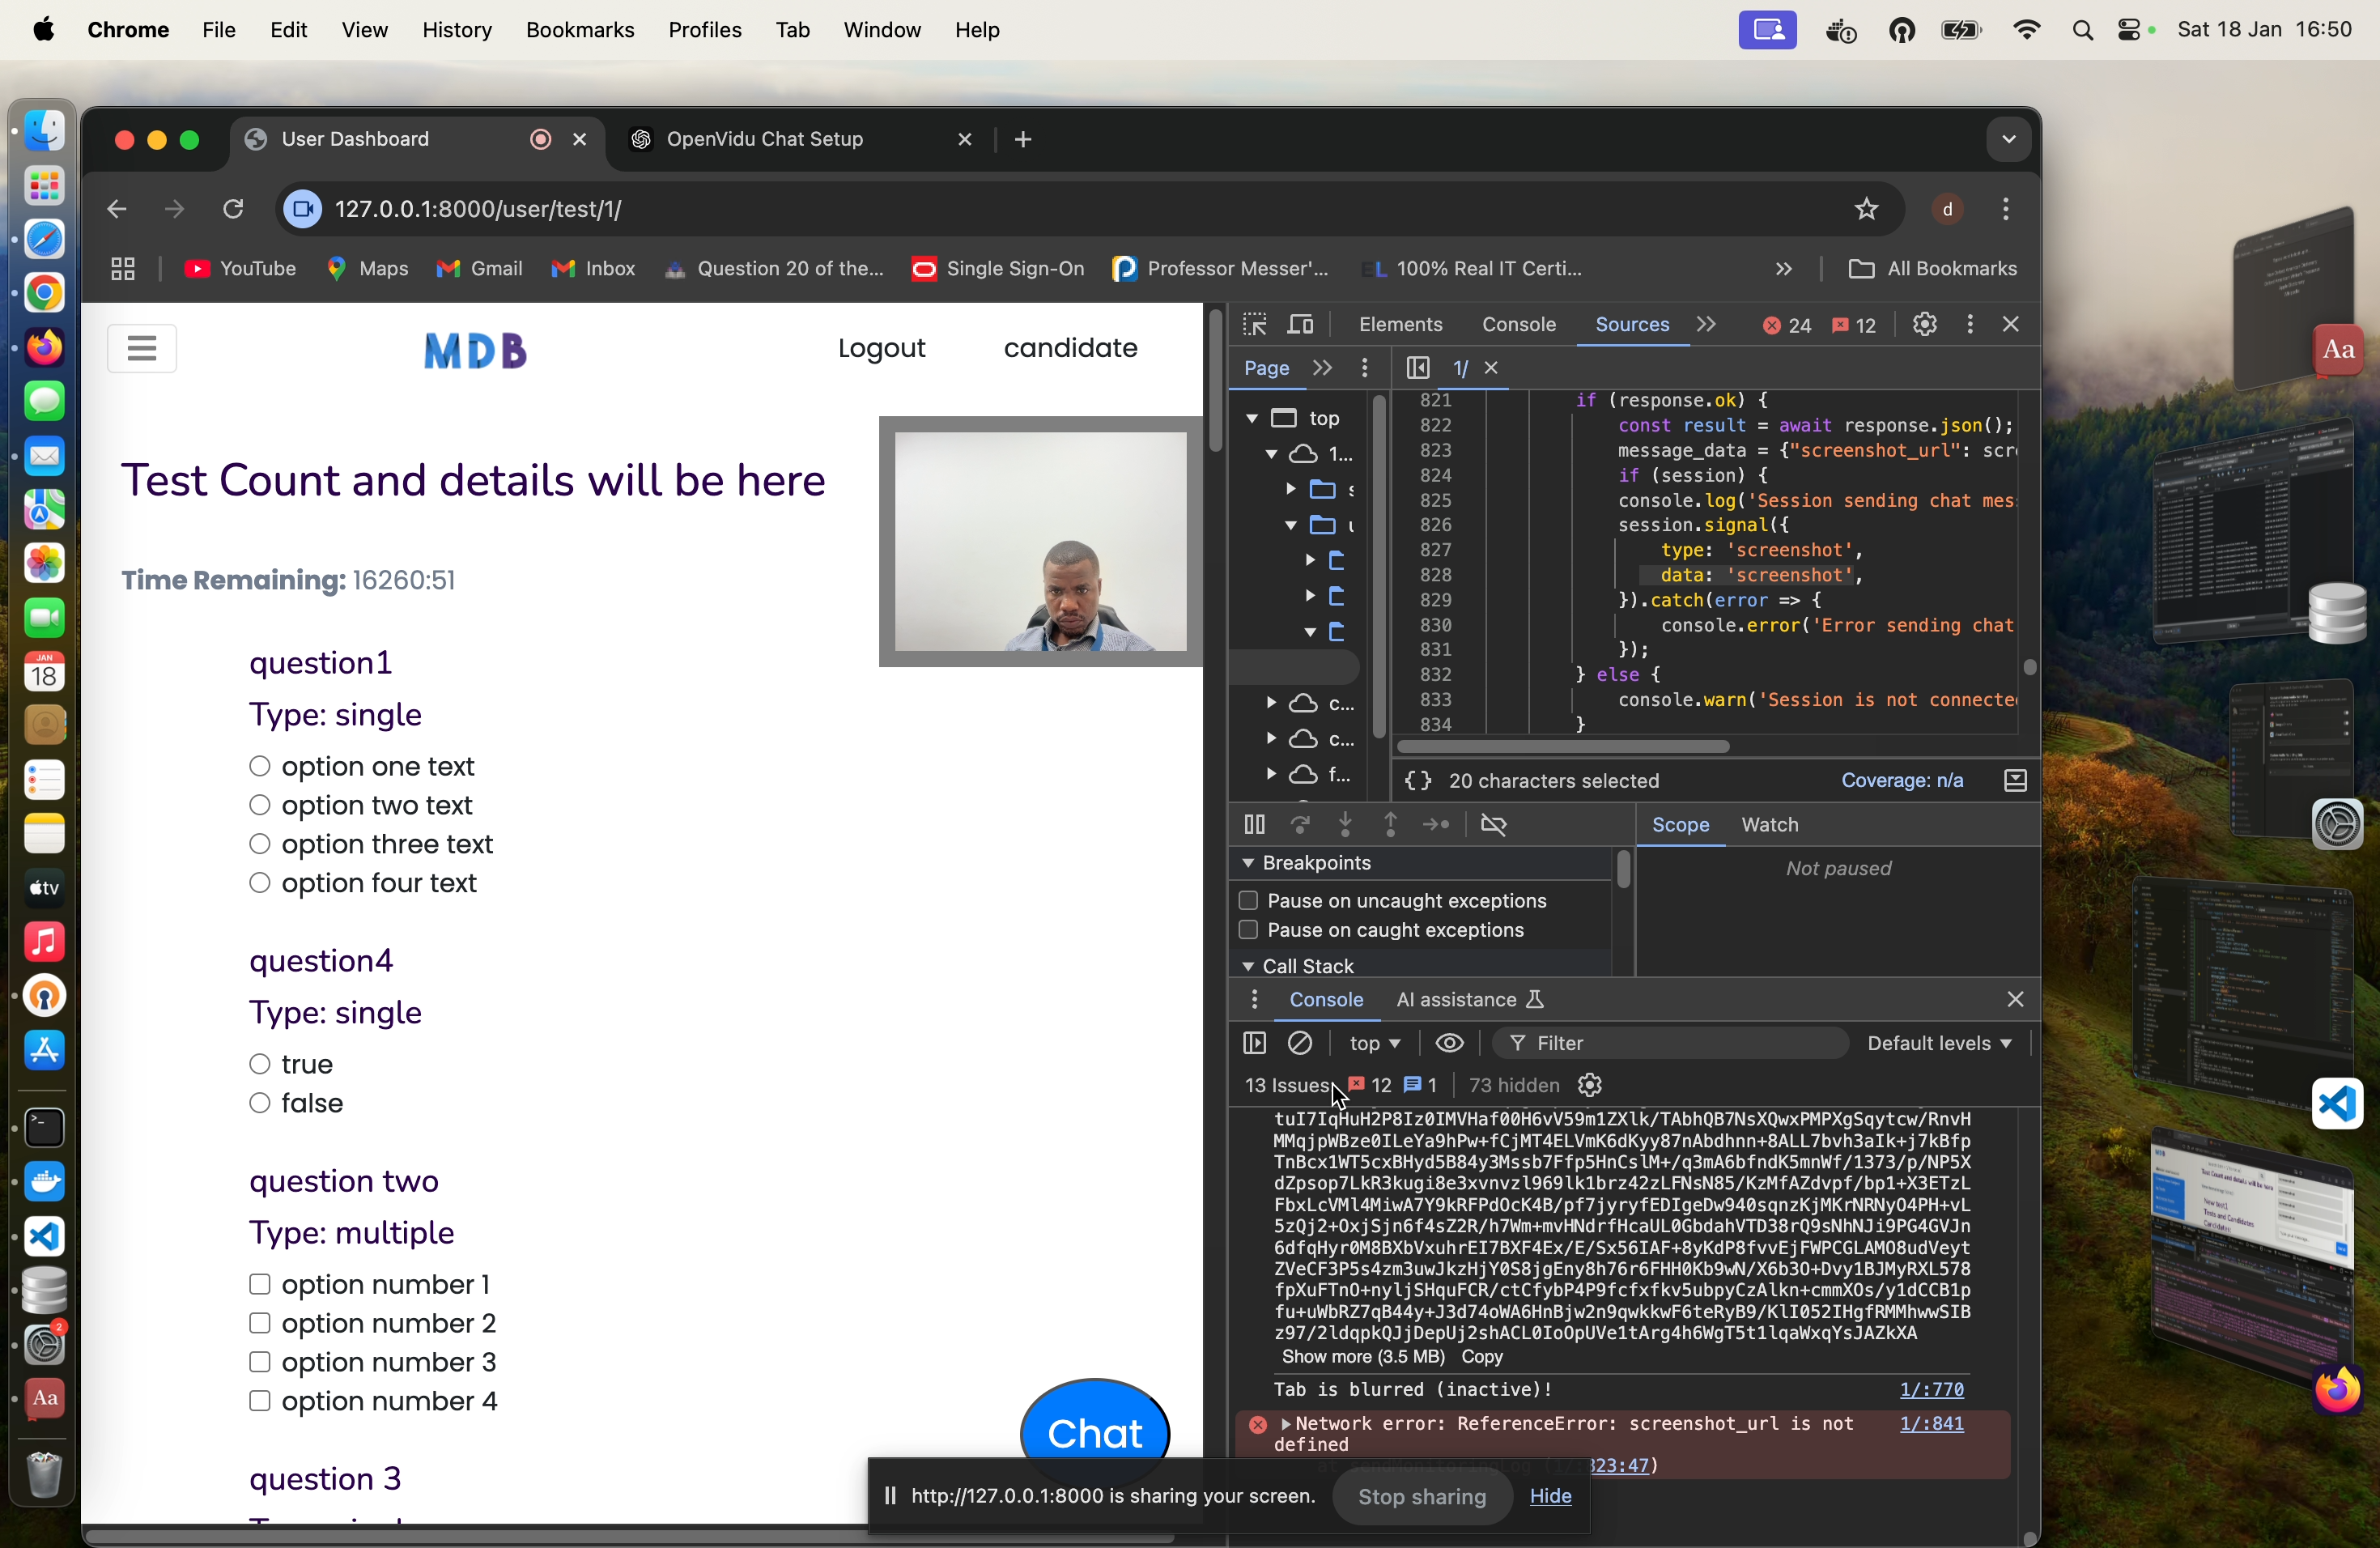 Chrome File Edit View History Bookmarks Profiles Tab Window Help Sat 18 Jan 16:50
User Dashboard OpenVidu Chat Setup
127.0.0.1:8000/user/test/1/ d
YouTube Maps Gmail Inbox Question 20 of the... Single Sign-On Professor Messer'... EL 100% Real IT Certi... All Bookmarks
MDB Logout candidate
Test Count and details will be here
Time Remaining: 16260:51
question1
Type: single
option one text
option two text
option three text
option four text
question4
Type: single
true
false
question two
Type: multiple
option number 1
option number 2
option number 3
option number 4
question 3
Chat
Elements Console Sources 24 12
Page 1/
top
1...
c...
c...
f...
821 if (response.ok) {
822 const result = await response.json();
823 message_data = {"screenshot_url": scr
824 if (session) {
825 console.log('Session sending chat mes
826 session.signal({
827 type: 'screenshot',
828 data: 'screenshot',
829 }).catch(error => {
830 console.error('Error sending chat
831 });
832 } else {
833 console.warn('Session is not connecte
834 }
{} 20 characters selected Coverage: n/a
Scope Watch
Breakpoints
Not paused
Pause on uncaught exceptions
Pause on caught exceptions
Call Stack
Console AI assistance
top Filter Default levels
13 Issues: 12 1 73 hidden
tuI7IqHuH2P8Iz0IMVHaf00H6vV59m1ZXlk/TAbhQB7NsXQwxPMPXgSqytcw/RnvH
MMqjpWBze0ILeYa9hPw+fCjMT4ELVmK6dKyy87nAbdhnn+8ALL7bvh3aIk+j7kBfp
TnBcx1WT5cxBHyd5B84y3Mssb7Ffp5HnCslM+/q3mA6bfndK5mnWf/1373/p/NP5X
dZpsop7LkR3kugi8e3xvnvzl969lk1brz42zLFNsN85/KzMfAZdvpf/bp1+X3ETzL
FbxLcVMl4MiwA7Y9kRFPdOcK4B/pf7jyryfEDIgeDw940sqnzKjMKrNRNyO4PH+vL
5zQj2+OxjSjn6f4sZ2R/h7Wm+mvHNdrfHcaUL0GbdahVTD38rQ9sNhNJi9PG4GVJn
6dfqHyr0M8BXbVxuhrEI7BXF4Ex/E/Sx56IAF+8yKdP8fvvEjFWPCGLAMO8udVeyt
ZVeCF3P5s4zm3uwJkzHjY0S8jgEny8h76r6FHH0Kb9wN/X6b3O+Dvy1BJMyRXL578
fpXuFTnO+nyljSHquFCR/ctCfybP4P9fcfxfkv5ubpyCzAlkn+cmmXOs/y1dCCB1p
fu+uWbRZ7qB44y+J3d74oWA6HnBjw2n9qwkkwF6teRyB9/KlI052IHgfRMMhwwSIB
z97/2ldqpkQJjDepUj2shACL0IoOpUVe1tArg4h6WgT5t1lqaWxqYsJAZkXA
Show more (3.5 MB) Copy
Tab is blurred (inactive)! 1/:770
Network error: ReferenceError: screenshot_url is not 1/:841
defined
at sendMonitoringLog (1/:823:47)
http://127.0.0.1:8000 is sharing your screen. Stop sharing Hide
JAN
18
tv
2
Aa
Aa